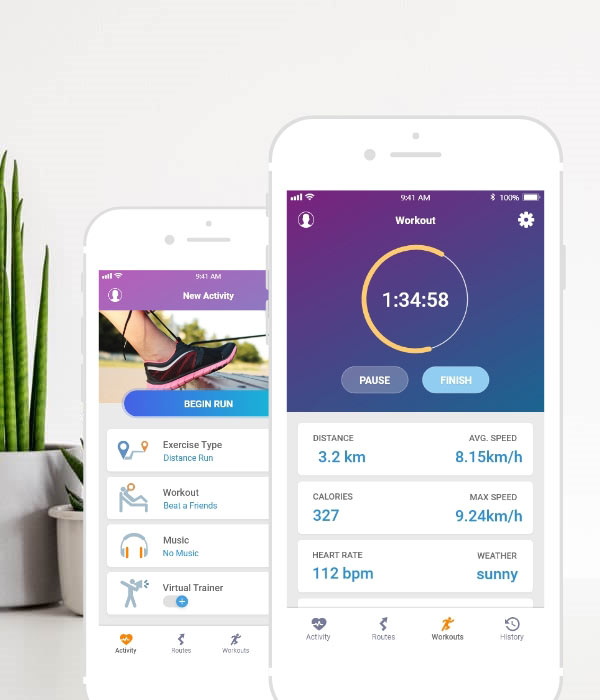 9:41 AM
New Activity
BEGIN RUN
Exercise Type
Distance Run
Workout
Beat a Friends
Music
No Music
Virtual Trainer
Activity
Routes
Workouts
9:41 AM 100%
Workout
1:34:58
PAUSE
FINISH
DISTANCE AVG. SPEED
3.2 km 8.15km/h
CALORIES MAX SPEED
327 9.24km/h
HEART RATE WEATHER
112 bpm sunny
Activity Routes Workouts History